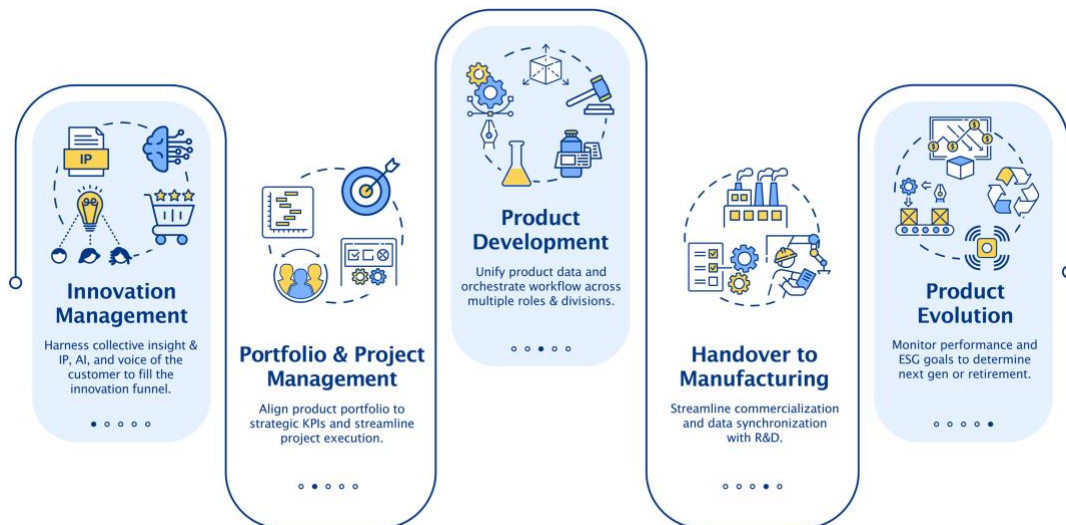 IP
Innovation
Management
Harness collective insight &
IP, AI, and voice of the
customer to fill the
innovation funnel.
Portfolio & Project
Management
Align product portfolio to
strategic KPIs and streamline
project execution.
Product
Development
Unify product data and
orchestrate workflow across
multiple roles & divisions.
Handover to
Manufacturing
Streamline commercialization
and data synchronization
with R&D.
$ $ $ $
Product
Evolution
Monitor performance and
ESG goals to determine
next gen or retirement.